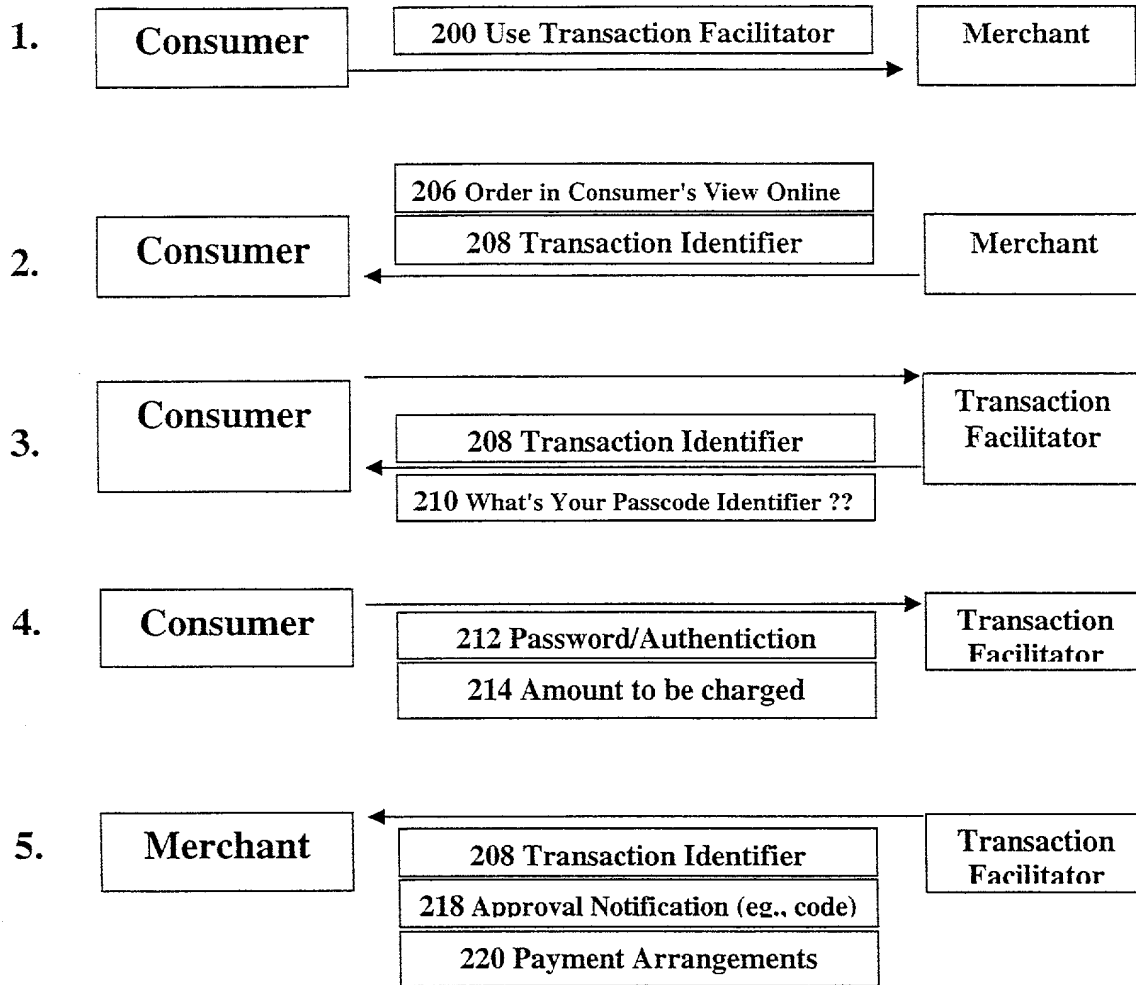 1. Consumer 200 Use Transaction Facilitator Merchant
206 Order in Consumer's View Online
2. Consumer 208 Transaction Identifier Merchant
3. Consumer Transaction
Facilitator
208 Transaction Identifier
210 What's Your Passcode Identifier ??
4. Consumer Transaction
Facilitator
212 Password/Authentiction
214 Amount to be charged
5. Merchant Transaction
Facilitator
208 Transaction Identifier
218 Approval Notification (eg., code)
220 Payment Arrangements